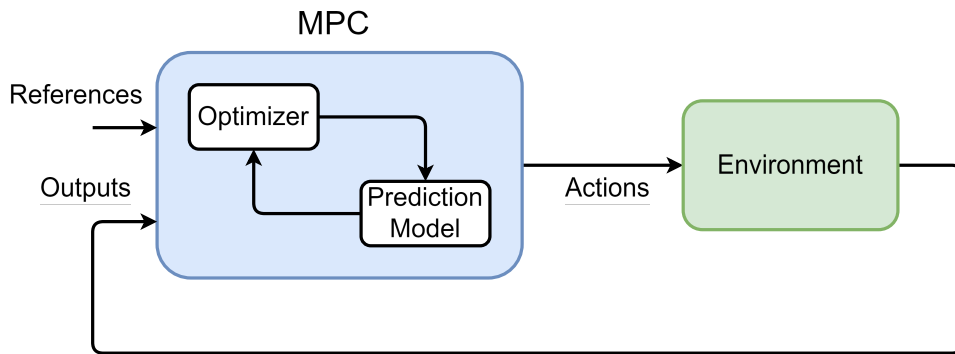 MPC
References
Optimizer
Outputs
Prediction
Model
Actions
Environment